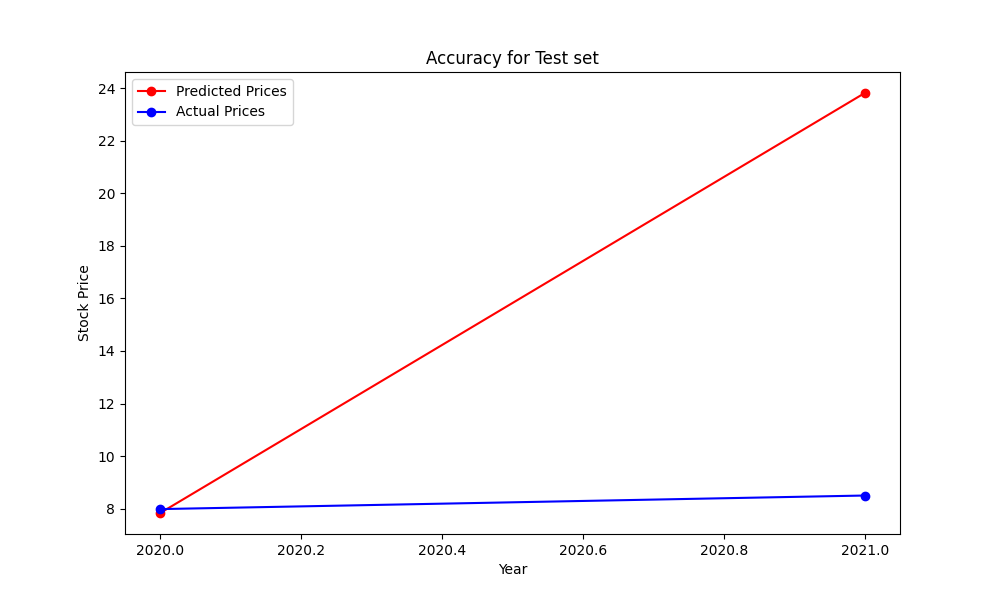 Accuracy for Test set
Predicted Prices
Actual Prices
24
22
20
18
16
14
12
10
8
Stock Price
2020.0 2020.2 2020.4 2020.6 2020.8 2021.0
Year